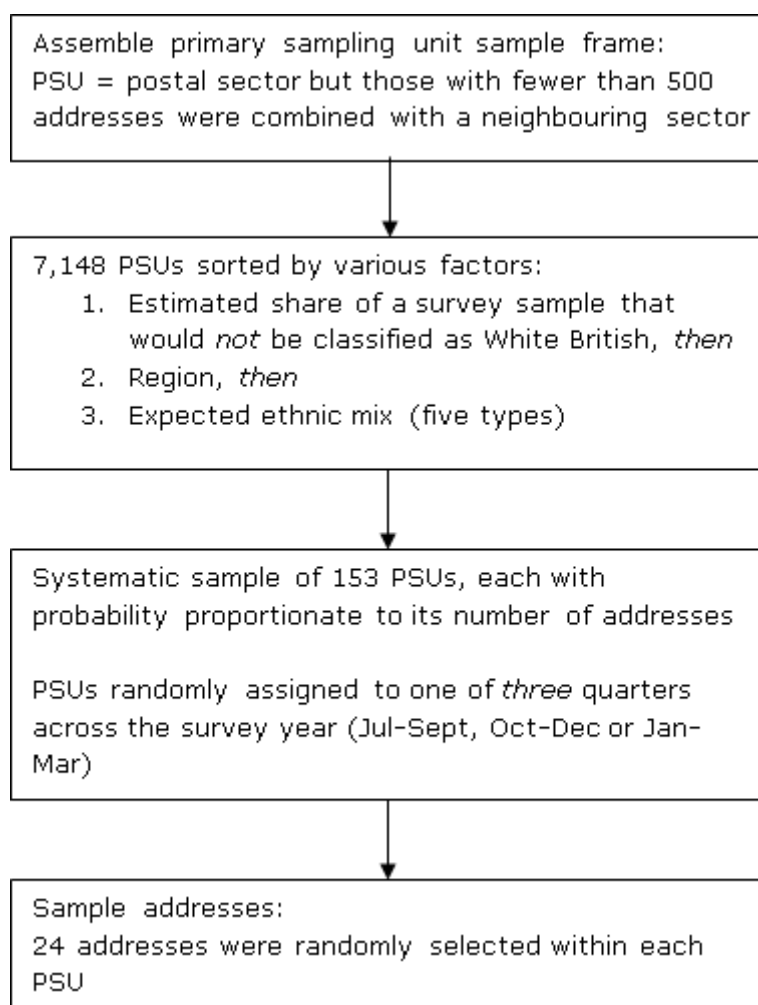 Assemble primary sampling unit sample frame:
PSU = postal sector but those with fewer than 500
addresses were combined with a neighbouring sector
7,148 PSUs sorted by various factors:
1. Estimated share of a survey sample that
would not be classified as White British, then
2. Region, then
3. Expected ethnic mix (five types)
Systematic sample of 153 PSUs, each with
probability proportionate to its number of addresses
PSUs randomly assigned to one of three quarters
across the survey year (Jul-Sept, Oct-Dec or Jan-
Mar)
Sample addresses:
24 addresses were randomly selected within each
PSU